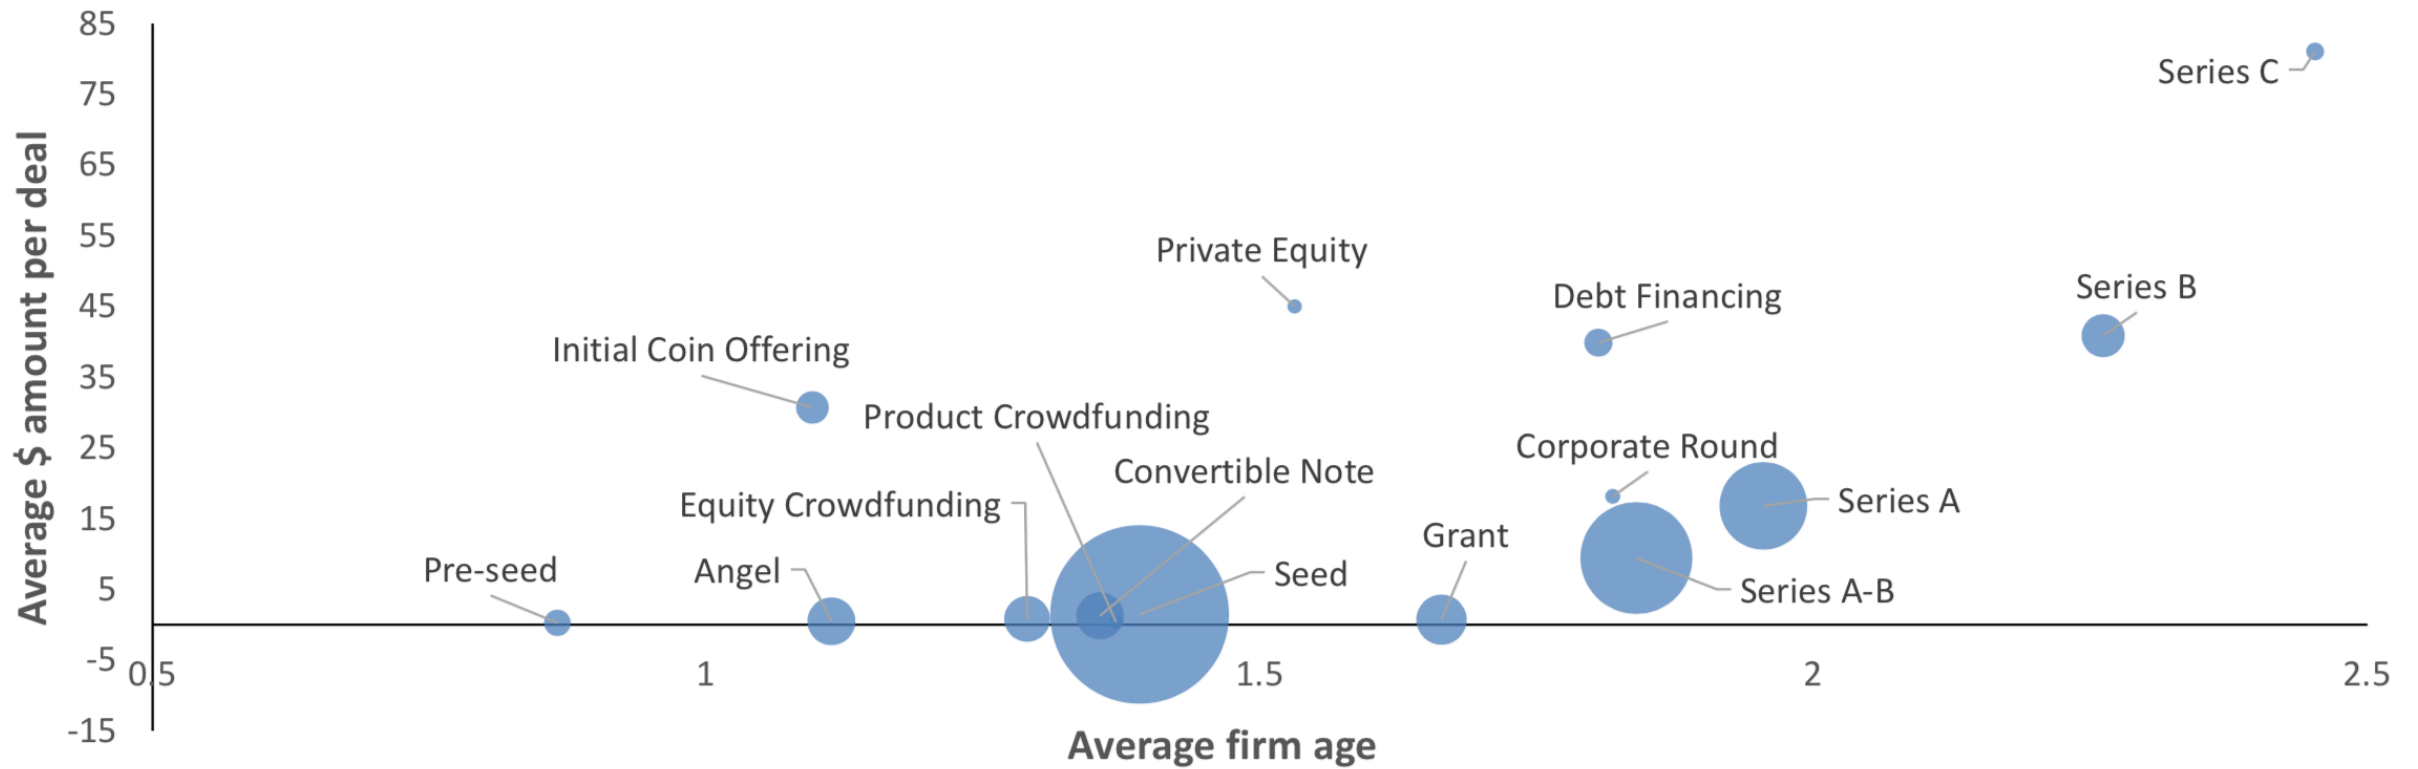 85
75
65
55
45
35
25
15
5
-5
-15
Average $ amount per deal
Series C
Private Equity
Debt Financing
Series B
Initial Coin Offering
Product Crowdfunding
Corporate Round
Convertible Note
Equity Crowdfunding
Series A
Grant
Pre-seed
Angel
Seed
Series A-B
0.5
1
1.5
2
2.5
Average firm age